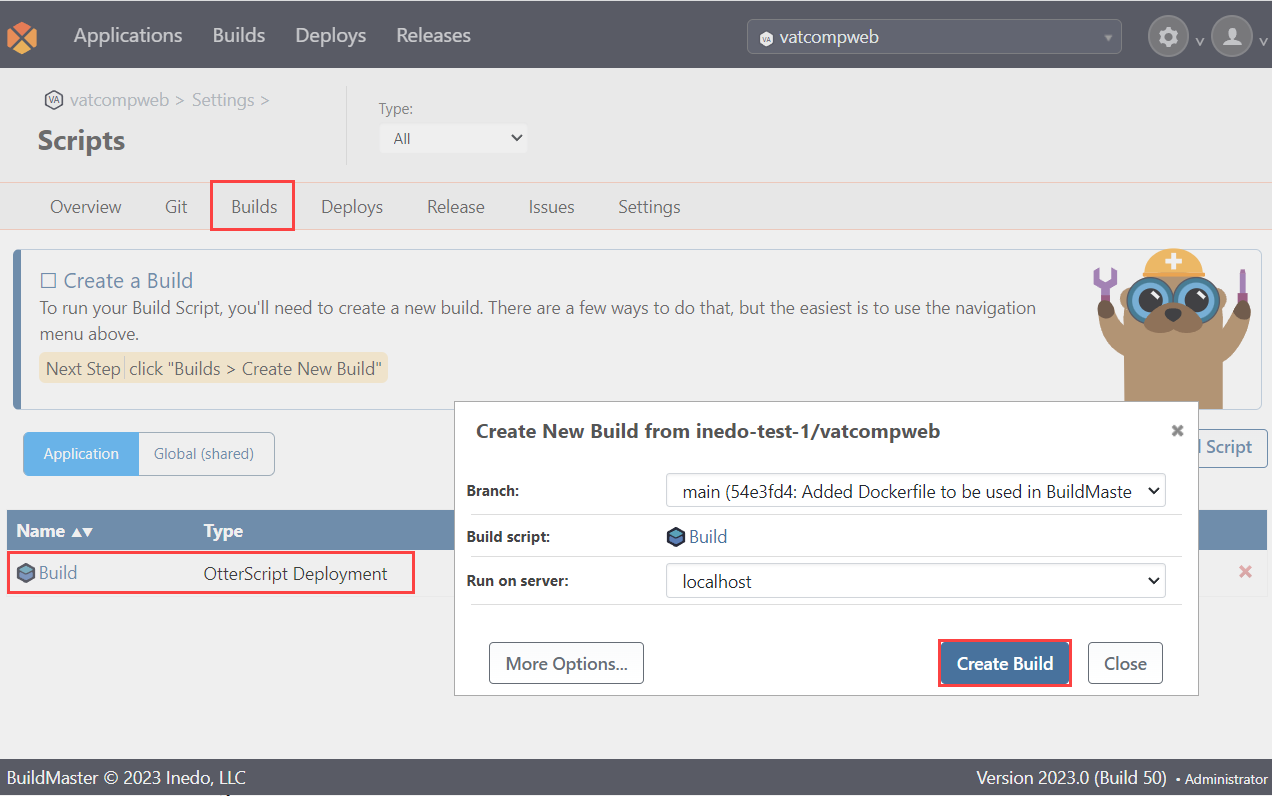 Applications Builds Deploys Releases
VA vatcompweb
VA vatcompweb > Settings >
Scripts
Type:
All
Overview Git Builds Deploys Release Issues Settings
Create a Build
To run your Build Script, you'll need to create a new build. There are a few ways to do that, but the easiest is to use the navigation
menu above.
Next Step click "Builds > Create New Build"
Application Global (shared)
Script
Create New Build from inedo-test-1/vatcompweb
Branch: main (54e3fd4: Added Dockerfile to be used in BuildMaste
Build script: Build
Run on server: localhost
More Options... Create Build Close
Name Type
Build OtterScript Deployment
BuildMaster © 2023 Inedo, LLC
Version 2023.0 (Build 50) • Administrator